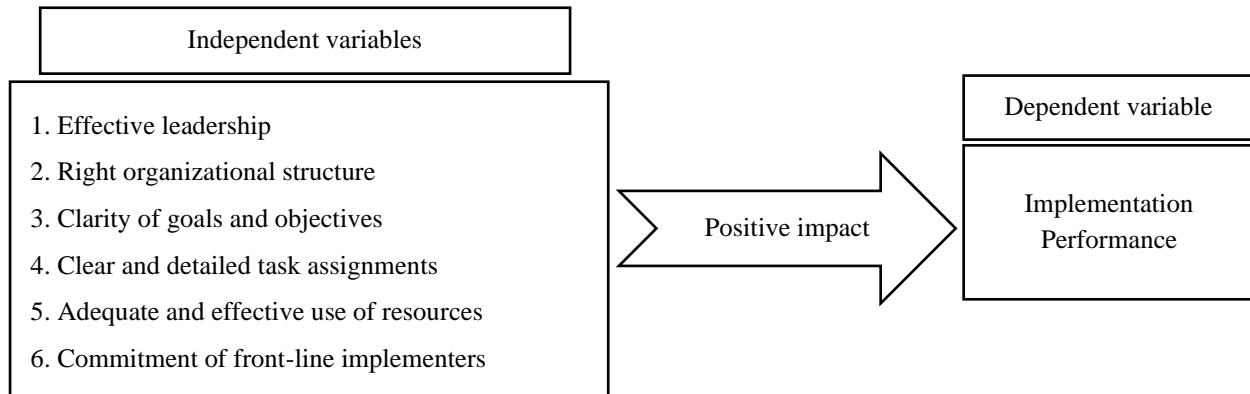 Independent variables
1. Effective leadership
2. Right organizational structure
3. Clarity of goals and objectives
4. Clear and detailed task assignments
5. Adequate and effective use of resources
6. Commitment of front-line implementers
Positive impact
Dependent variable
Implementation
Performance